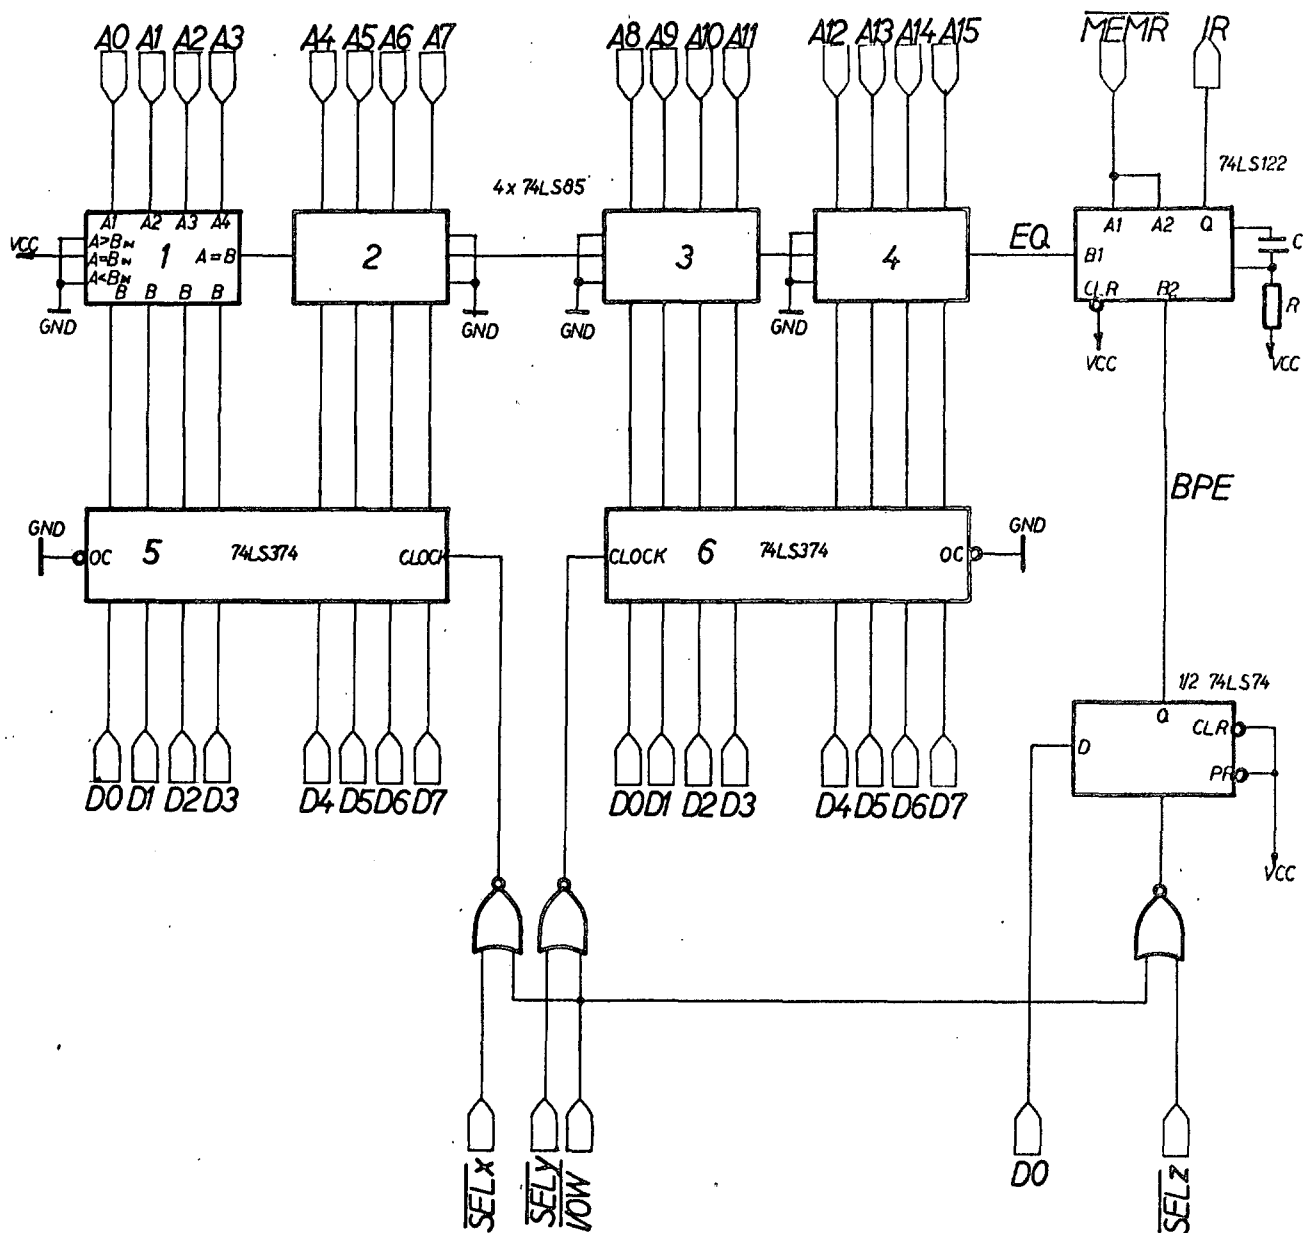 A0 A1 A2 A3 A4 A5 A6 A7 A8 A9 A10 A11 A12 A13 A14 A15 MEMR IR
4x 74LS85 74LS122
A1 A2 A3 A4 A1 A2 Q
VCC A>B IN
A=B IN 1 A=B 2 3 4 EQ B1 C
A<B IN
B B B B CLR B2 R
GND GND GND GND VCC VCC
BPE
GND GND
OC 5 74LS374 CLOCK CLOCK 6 74LS374 OC
1/2 74LS74
Q CLR
D
PR
D0 D1 D2 D3 D4 D5 D6 D7 D0 D1 D2 D3 D4 D5 D6 D7
VCC
SELX SELY I/OW D0 SELZ